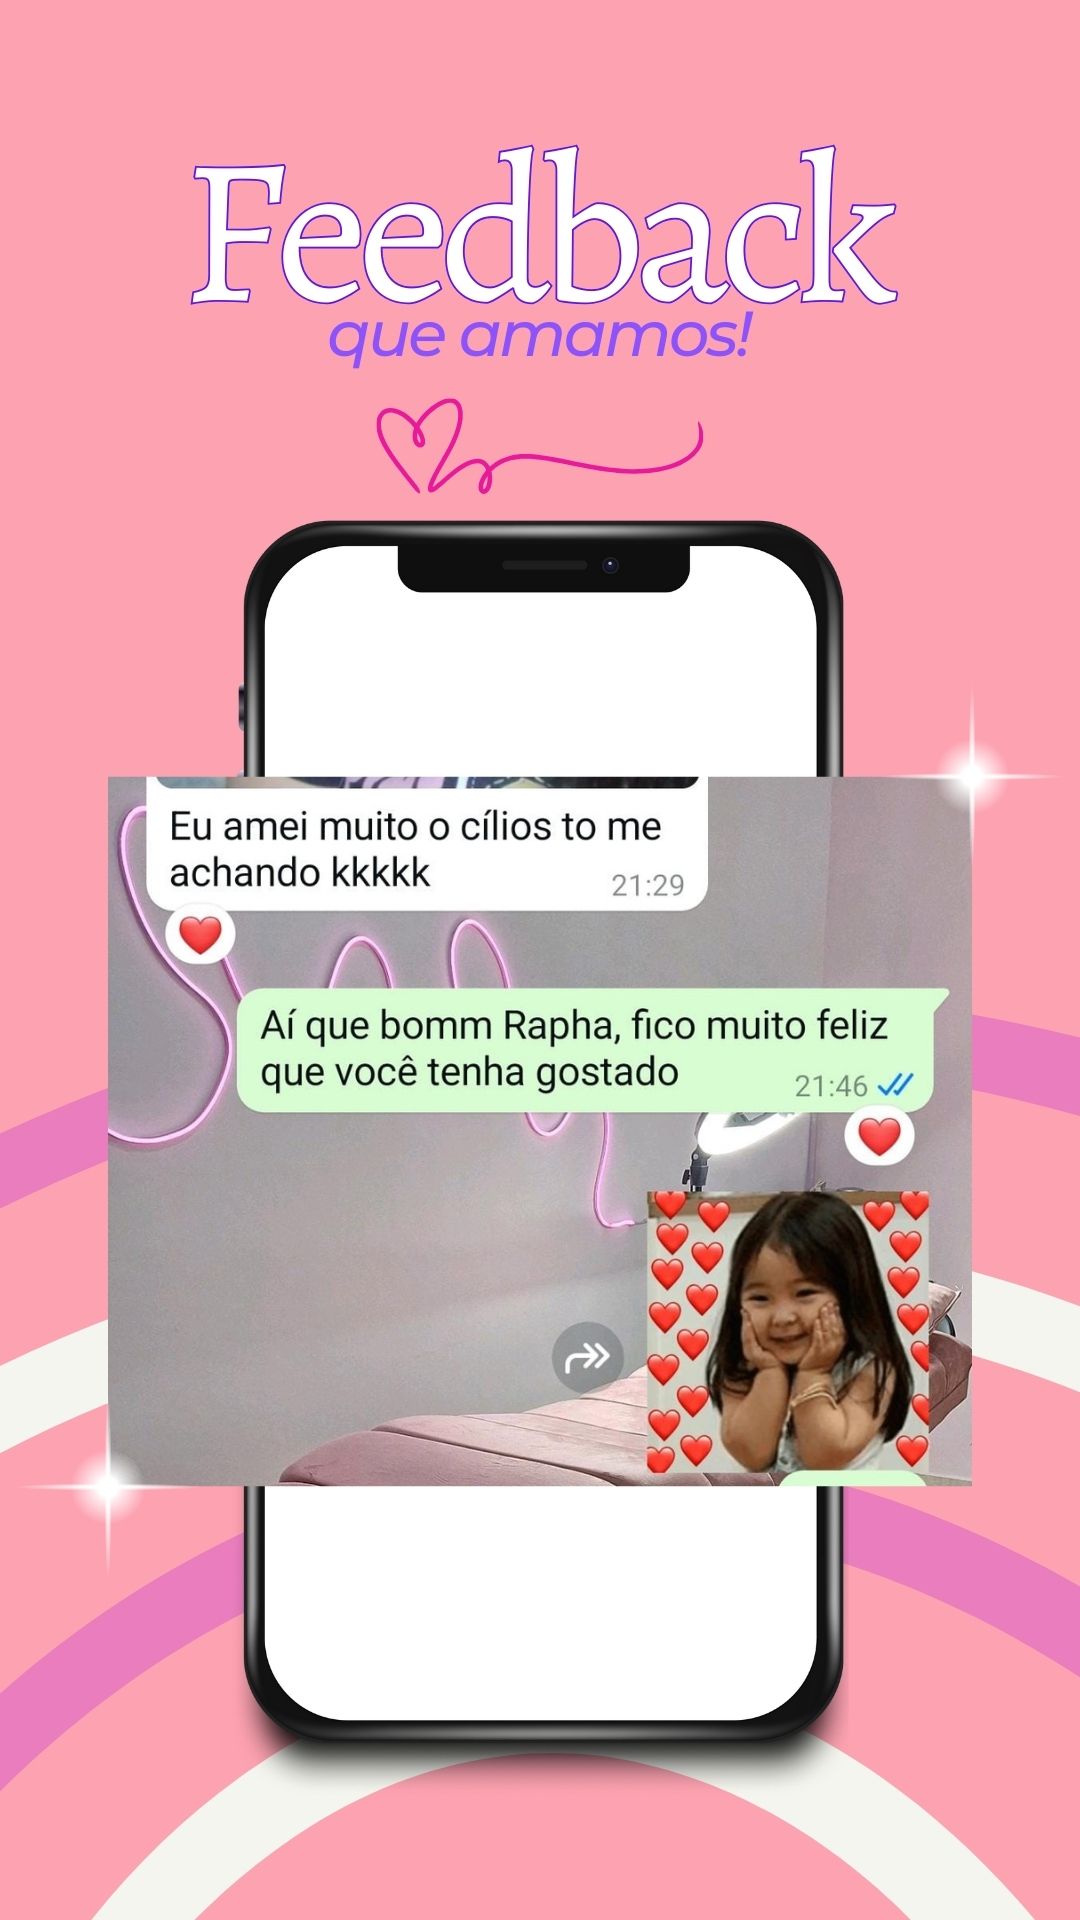 Feedback
que amamos!
Eu amei muito o cílios to me
achando kkkkk
21:29
Aí que bomm Rapha, fico muito feliz
que você tenha gostado
21:46